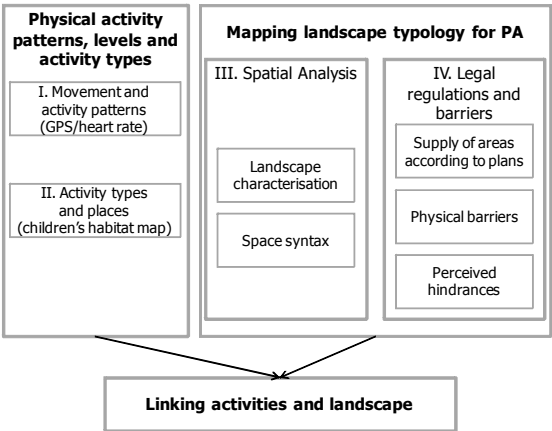 Physical activity
patterns, levels and
activity types
I. Movement and
activity patterns
(GPS/heart rate)
II. Activity types
and places
(children's habitat map)
Mapping landscape typology for PA
III. Spatial Analysis
Landscape
characterisation
Space syntax
IV. Legal
regulations and
barriers
Supply of areas
according to plans
Physical barriers
Perceived
hindrances
Linking activities and landscape